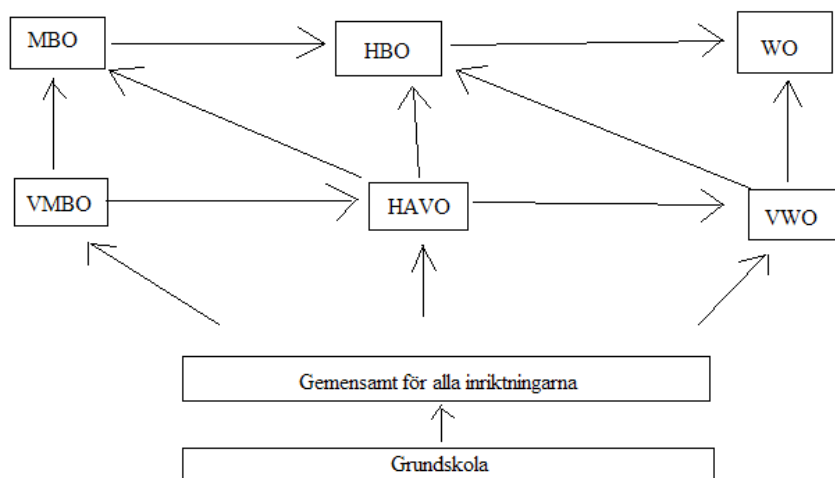 MBO
HBO
WO
VMBO
HAVO
VWO
Gemensamt för alla inriktningarna
Grundskola